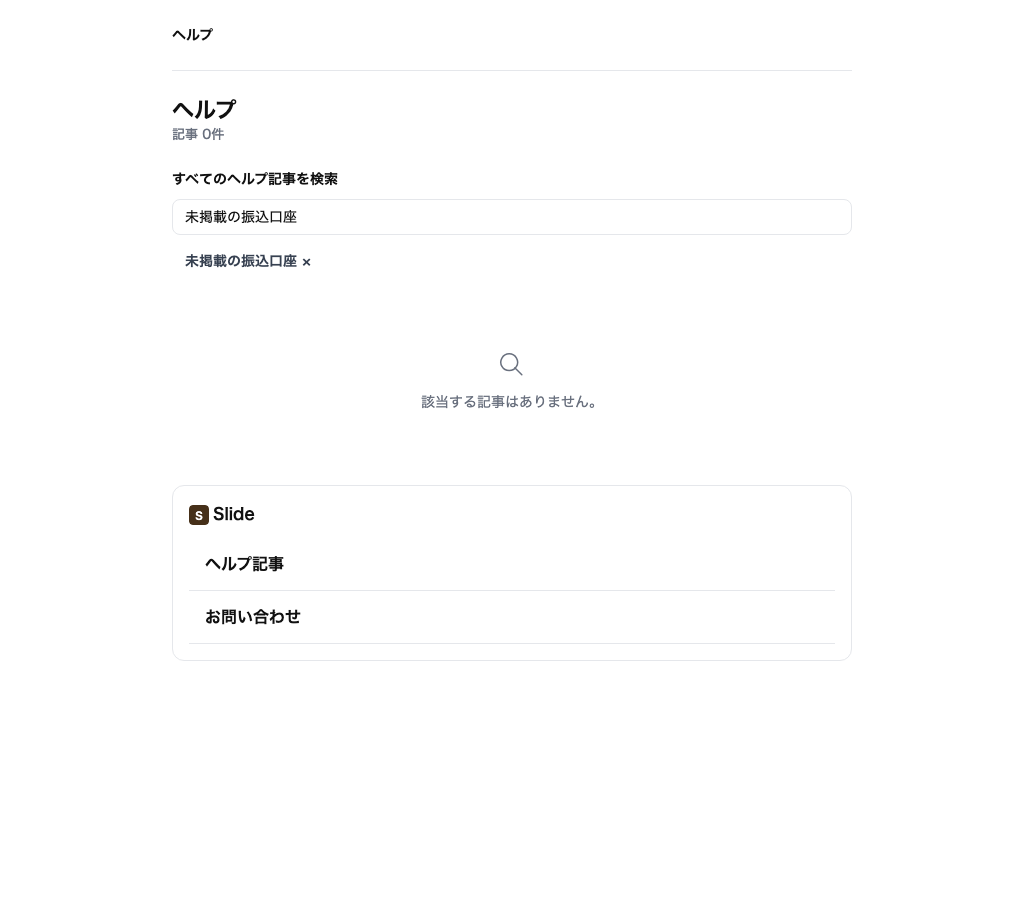 ヘルプ
ヘルプ
記事 0件
すべてのヘルプ記事を検索
未掲載の振込口座
未掲載の振込口座 ×
該当する記事はありません。
S Slide
ヘルプ記事
お問い合わせ